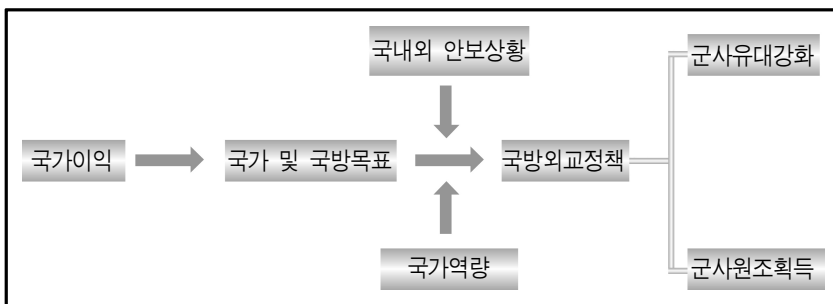 국내외 안보상황
군사유대강화
국가이익
국가 및 국방목표
국방외교정책
국가역량
군사원조획득